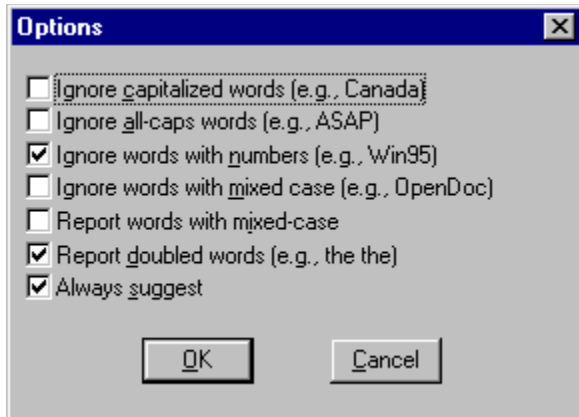 Options
Ignore capitalized words (e.g., Canada)
Ignore all-caps words (e.g., ASAP)
Ignore words with numbers (e.g., Win95)
Ignore words with mixed case (e.g., OpenDoc)
Report words with mixed-case
Report doubled words (e.g., the the)
Always suggest
OK Cancel